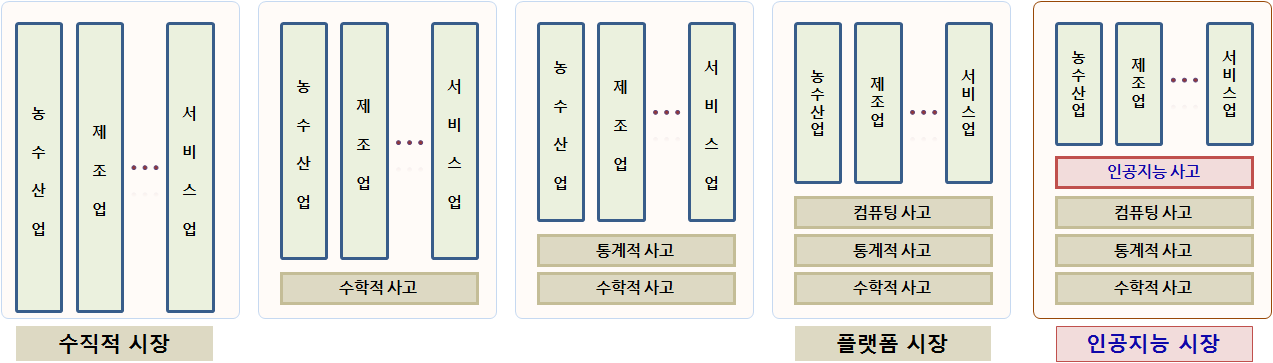 농수산업
제조업
...
서비스업
수직적 시장
농수산업
제조업
...
서비스업
수학적 사고
농수산업
제조업
...
서비스업
통계적 사고
수학적 사고
농수산업
제조업
...
서비스업
컴퓨팅 사고
통계적 사고
수학적 사고
플랫폼 시장
농수산업
제조업
...
서비스업
인공지능 사고
컴퓨팅 사고
통계적 사고
수학적 사고
인공지능 시장